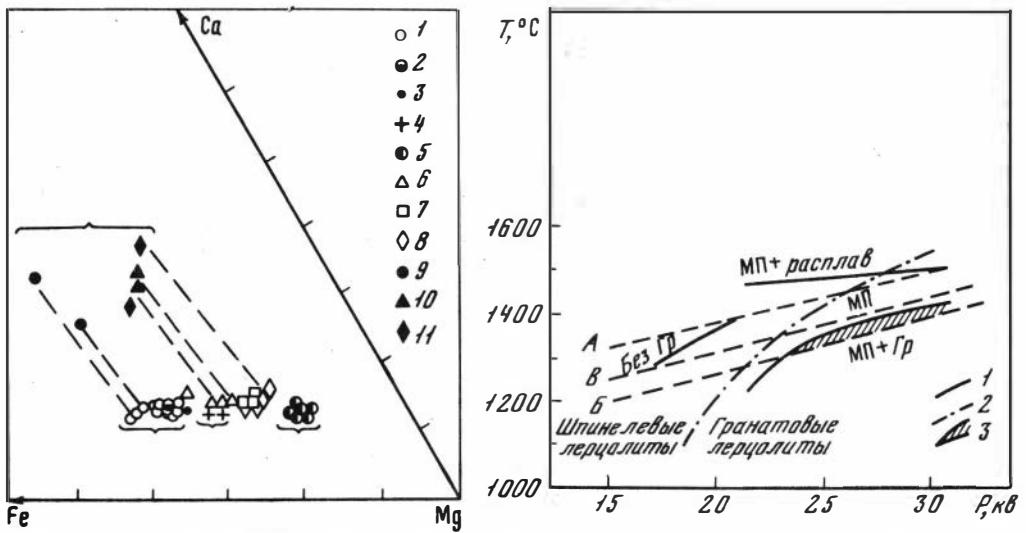 Ca
1
2
3
4
5
6
7
8
9
10
11
Fe
Mg
T,°C
1600
1400
1200
1000
МП + расплав
МП
Без Гр
МП + Гр
А
В
Б
Шпинелевые
лерцолиты
Гранатовые
лерцолиты
1
2
3
15
20
25
30
P, кв